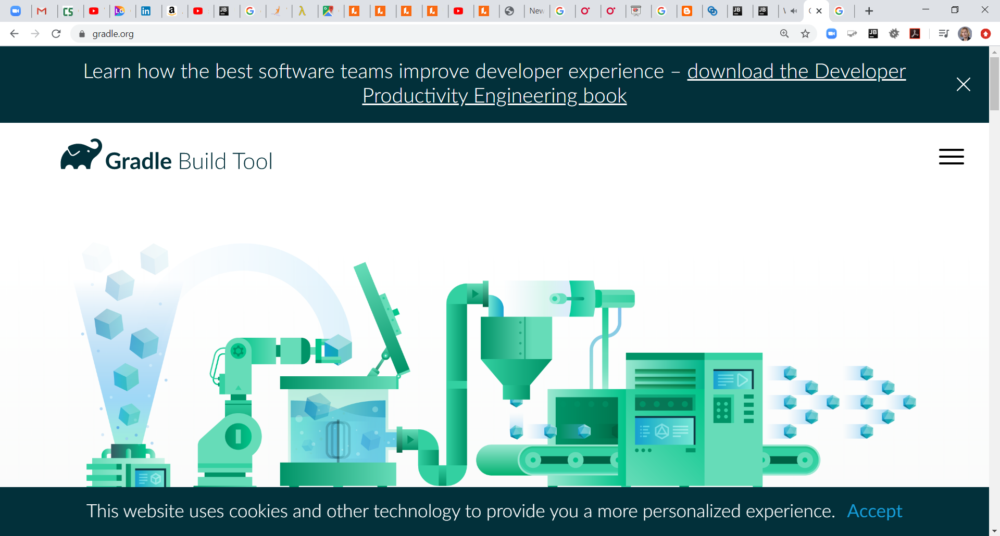 New
gradle.org
Learn how the best software teams improve developer experience – download the Developer
Productivity Engineering book
Gradle Build Tool
This website uses cookies and other technology to provide you a more personalized experience. Accept